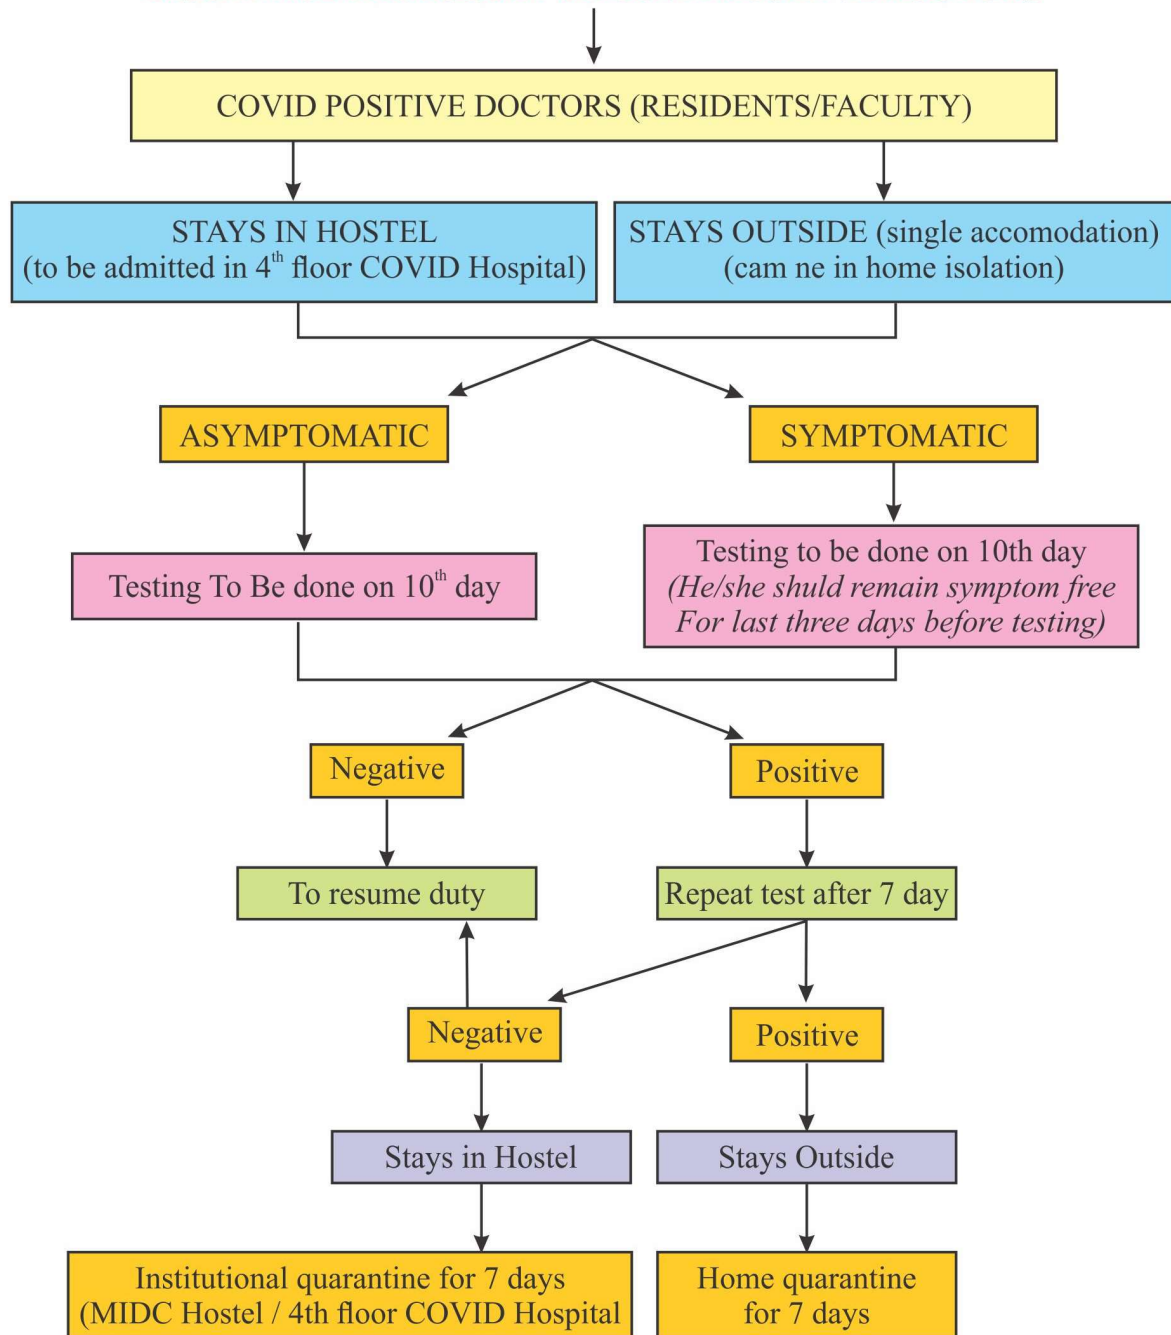 COVID POSITIVE DOCTORS (RESIDENTS/FACULTY)
STAYS IN HOSTEL
(to be admitted in 4th floor COVID Hospital)
STAYS OUTSIDE (single accomodation)
(cam ne in home isolation)
ASYMPTOMATIC
SYMPTOMATIC
Testing To Be done on 10th day
Testing to be done on 10th day
(He/she shuld remain symptom free
For last three days before testing)
Negative
Positive
To resume duty
Repeat test after 7 day
Negative
Positive
Stays in Hostel
Stays Outside
Institutional quarantine for 7 days
(MIDC Hostel / 4th floor COVID Hospital
Home quarantine
for 7 days